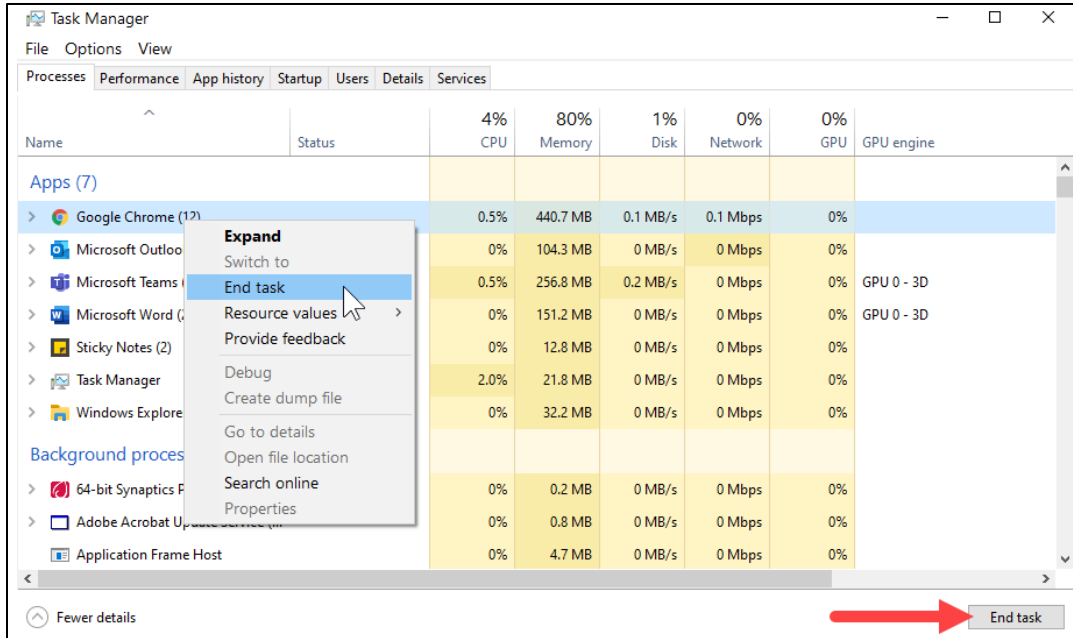 Task Manager
File Options View
Processes Performance App history Startup Users Details Services
4% 80% 1% 0% 0%
Name Status CPU Memory Disk Network GPU GPU engine
Apps (7)
Google Chrome (12) 0.5% 440.7 MB 0.1 MB/s 0.1 Mbps 0%
Expand
Microsoft Outloo 0% 104.3 MB 0 MB/s 0 Mbps 0%
Switch to
Microsoft Teams 0.5% 256.8 MB 0.2 MB/s 0 Mbps 0% GPU 0 - 3D
End task
Microsoft Word (2 0% 151.2 MB 0 MB/s 0 Mbps 0% GPU 0 - 3D
Resource values
Provide feedback
Sticky Notes (2) 0% 12.8 MB 0 MB/s 0 Mbps 0%
Debug
Task Manager 2.0% 21.8 MB 0 MB/s 0 Mbps 0%
Create dump file
Windows Explore 0% 32.2 MB 0 MB/s 0 Mbps 0%
Go to details
Background proces
Open file location
64-bit Synaptics P 0% 0.2 MB 0 MB/s 0 Mbps 0%
Search online
Properties
Adobe Acrobat Update Service (... 0% 0.8 MB 0 MB/s 0 Mbps 0%
Application Frame Host 0% 4.7 MB 0 MB/s 0 Mbps 0%
Fewer details End task